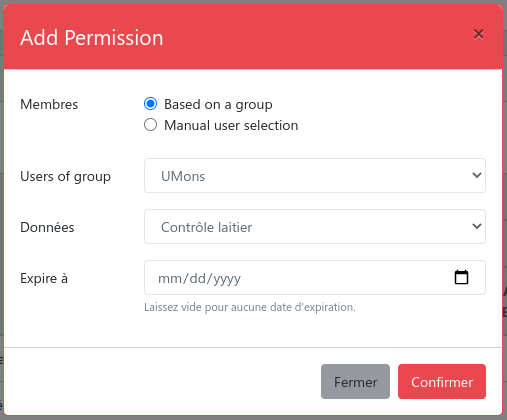 Add Permission
×
Membres
Based on a group
Manual user selection
Users of group
UMons
Données
Contrôle laitier
Expire à
mm/dd/yyyy
Laissez vide pour aucune date d'expiration.
Fermer
Confirmer